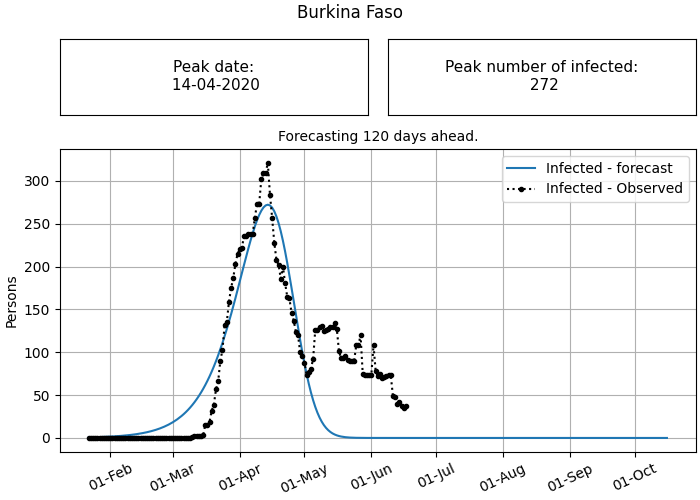 Burkina Faso
Peak date:
14-04-2020
Peak number of infected:
272
Forecasting 120 days ahead.
Infected - forecast
Infected - Observed
Persons
300
250
200
150
100
50
0
01-Feb
01-Mar
01-Apr
01-May
01-Jun
01-Jul
01-Aug
01-Sep
01-Oct